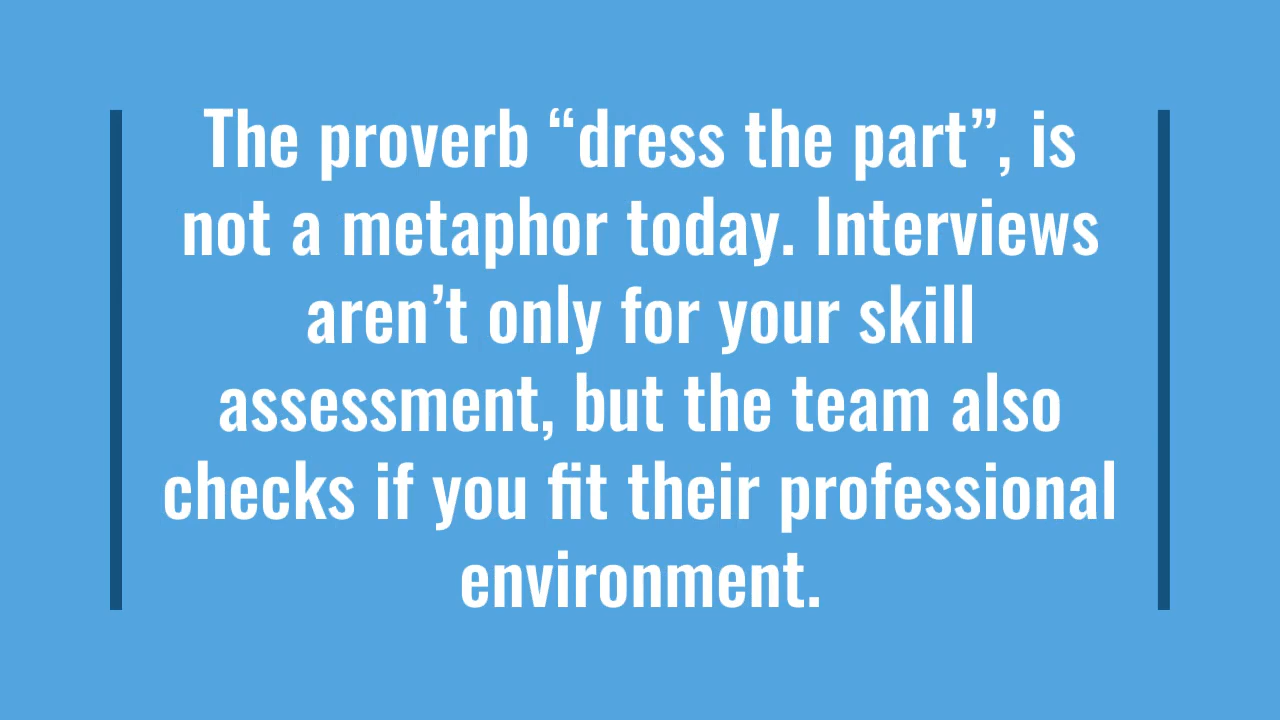 The proverb “dress the part”, is
not a metaphor today. Interviews
aren’t only for your skill
assessment, but the team also
checks if you fit their professional
environment.